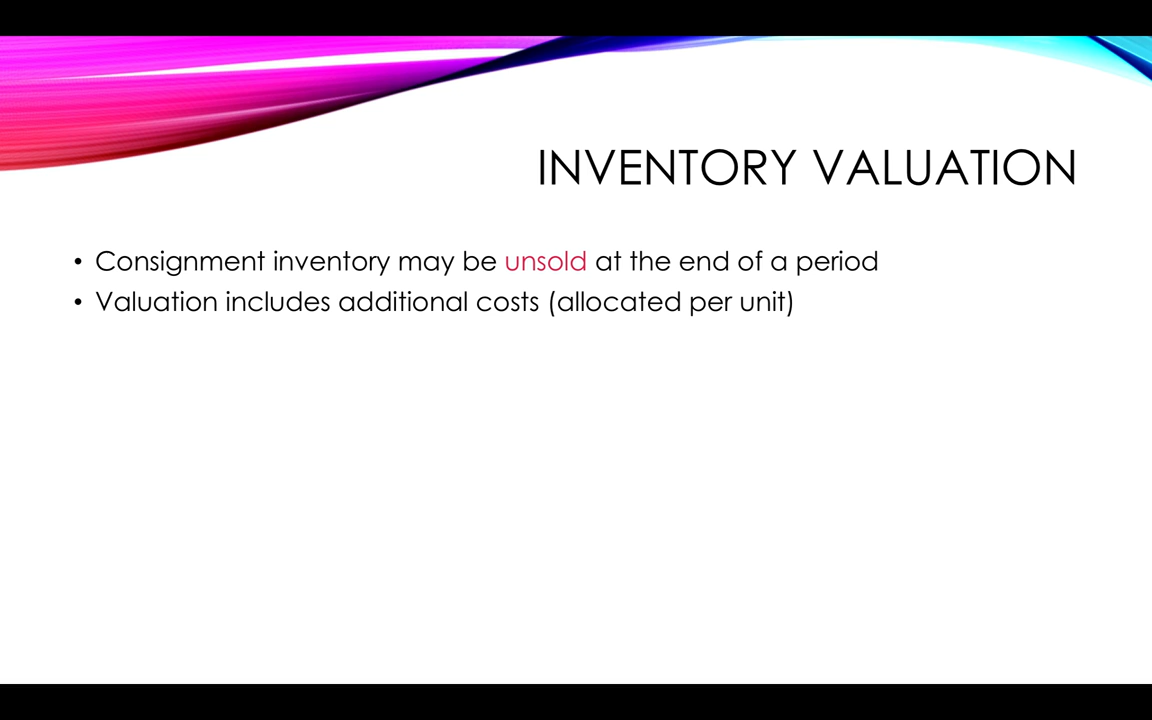 INVENTORY VALUATION
• Consignment inventory may be unsold at the end of a period
• Valuation includes additional costs (allocated per unit)